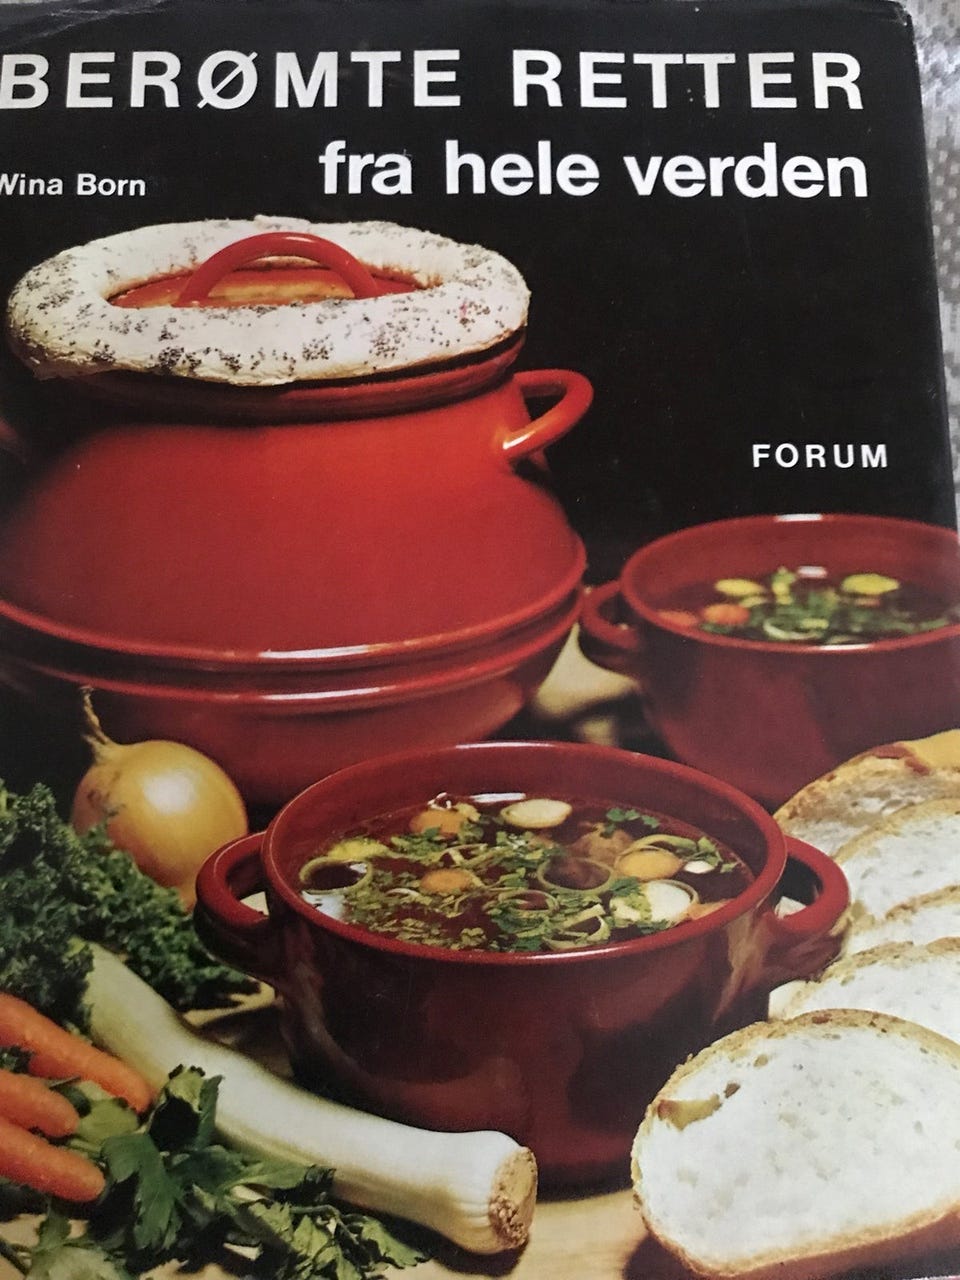 BERØMTE RETTER
fra hele verden
Wina Born
FORUM